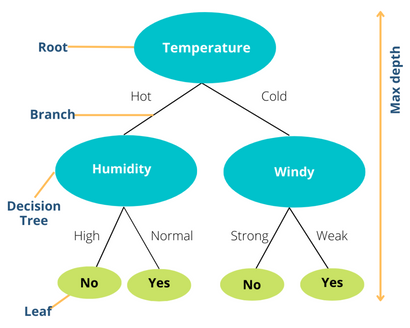 Root
Temperature
Hot
Cold
Max depth
Branch
Humidity
Windy
Decision
Tree
High
Normal
Strong
Weak
No
Yes
No
Yes
Leaf